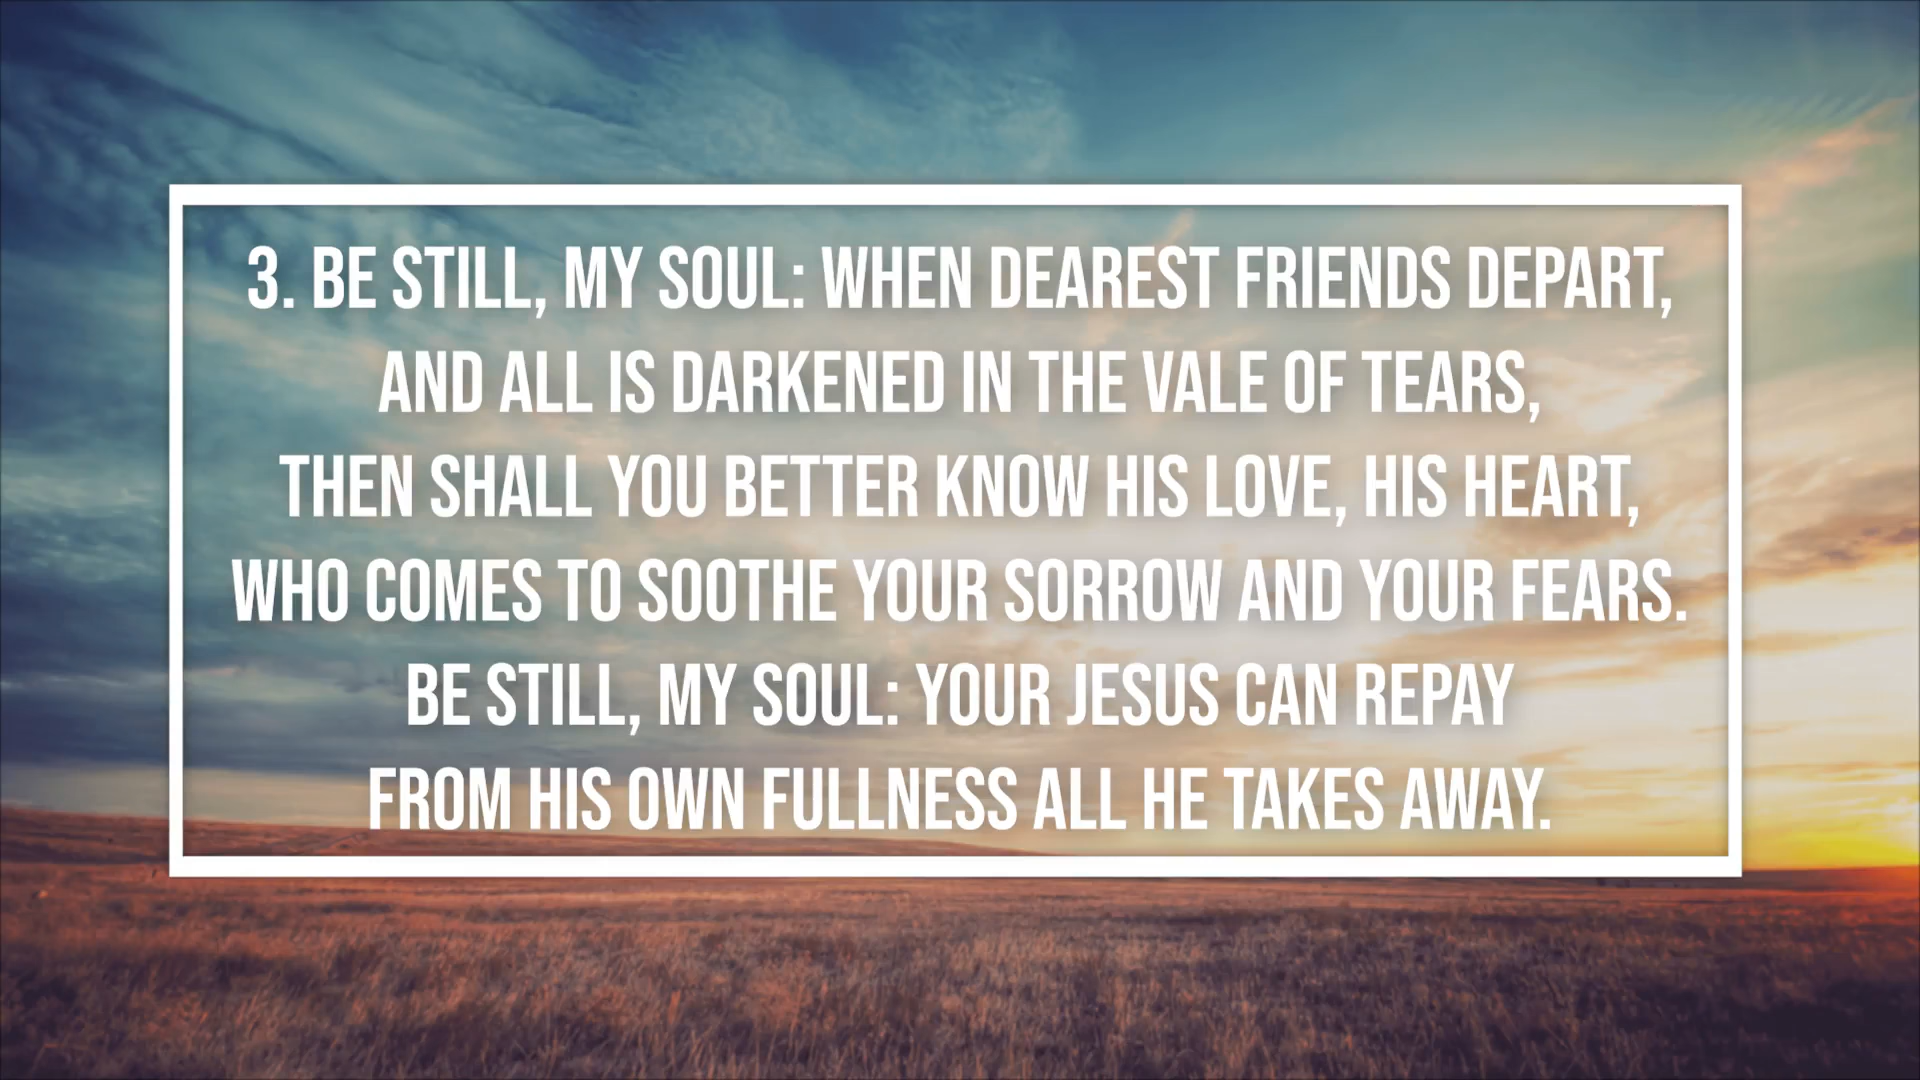 3. BE STILL, MY SOUL: WHEN DEAREST FRIENDS DEPART,
AND ALL IS DARKENED IN THE VALE OF TEARS,
THEN SHALL YOU BETTER KNOW HIS LOVE, HIS HEART,
WHO COMES TO SOOTHE YOUR SORROW AND YOUR FEARS.
BE STILL, MY SOUL: YOUR JESUS CAN REPAY
FROM HIS OWN FULLNESS ALL HE TAKES AWAY.